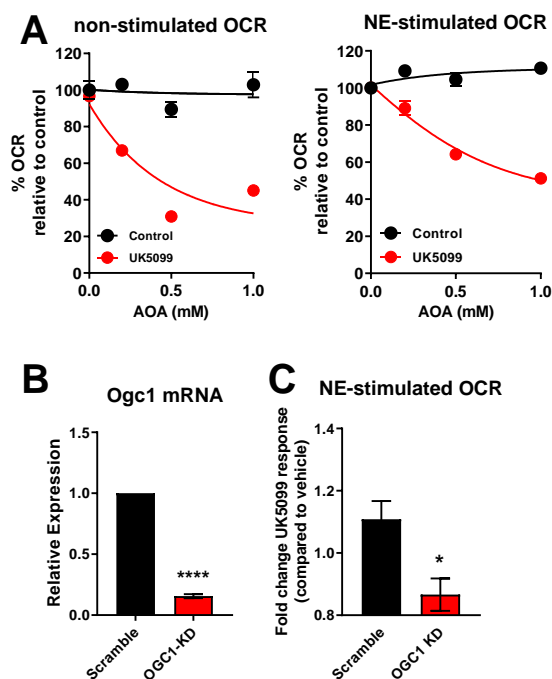 A
non-stimulated OCR
% OCR
relative to control
120
100
80
60
40
20
0
Control
UK5099
0.0
0.5
1.0
AOA (mM)
NE-stimulated OCR
% OCR
relative to control
120
100
80
60
40
20
0
Control
UK5099
0.0
0.5
1.0
AOA (mM)
B
Ogc1 mRNA
Relative Expression
1.5
1.0
0.5
0.0
****
Scramble
OGC1-KD
C
NE-stimulated OCR
Fold change UK5099 response
(compared to vehicle)
1.4
1.2
1.0
0.8
*
Scramble
OGC1 KD